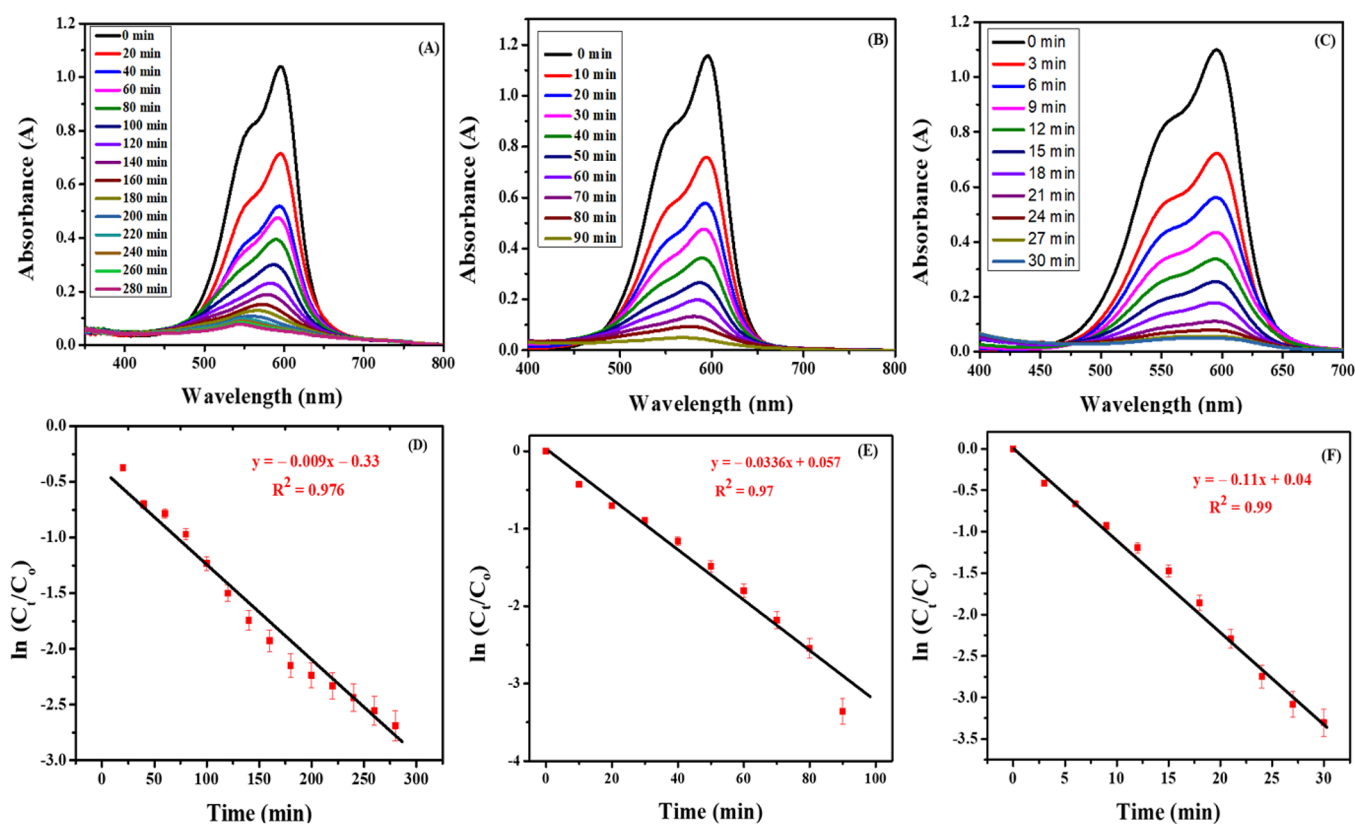 (A)
1.2
1.0
0.8
0.6
0.4
0.2
0.0
400
500
600
700
800
Absorbance (A)
Wavelength (nm)
0 min
20 min
40 min
60 min
80 min
100 min
120 min
140 min
160 min
180 min
200 min
220 min
240 min
260 min
280 min
(B)
1.2
1.0
0.8
0.6
0.4
0.2
0.0
400
500
600
700
800
Absorbance (A)
Wavelength (nm)
0 min
10 min
20 min
30 min
40 min
50 min
60 min
70 min
80 min
90 min
(C)
1.2
1.0
0.8
0.6
0.4
0.2
0.0
400
450
500
550
600
650
700
Absorbance (A)
Wavelength (nm)
0 min
3 min
6 min
9 min
12 min
15 min
18 min
21 min
24 min
27 min
30 min
(D)
y = – 0.009x – 0.33
R² = 0.976
0.0
-0.5
-1.0
-1.5
-2.0
-2.5
-3.0
0
50
100
150
200
250
300
ln (Cₜ/Cₒ)
Time (min)
(E)
y = – 0.0336x + 0.057
R² = 0.97
0
-1
-2
-3
-4
0
20
40
60
80
100
ln (Cₜ/Cₒ)
Time (min)
(F)
y = – 0.11x + 0.04
R² = 0.99
0.0
-0.5
-1.0
-1.5
-2.0
-2.5
-3.0
-3.5
0
5
10
15
20
25
30
ln (Cₜ/Cₒ)
Time (min)